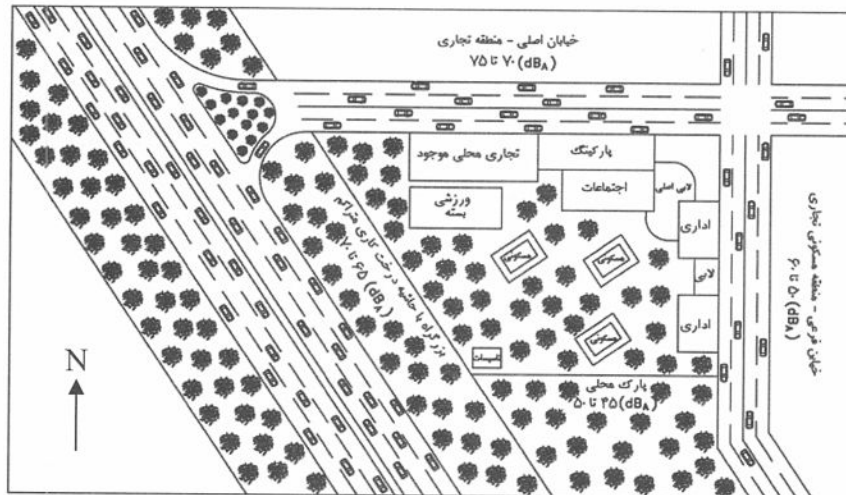 خیابان اصلی - منطقه تجاری
۷۰ تا ۷۵ (dBA)
تجاری محلی موجود
پارکینگ
اجتماعات
لابی اصلی
ورزشی
بسته
اداری
لابی
اداری
مسکونی
مسکونی
مسکونی
تاسیسات
بزرگراه با حاشیه درخت کاری متراکم
۶۵ تا ۷۰ (dBA)
خیابان فرعی - منطقه مسکونی تجاری
۵۰ تا ۶۰ (dBA)
پارک محلی
۴۵ تا ۵۰ (dBA)
N